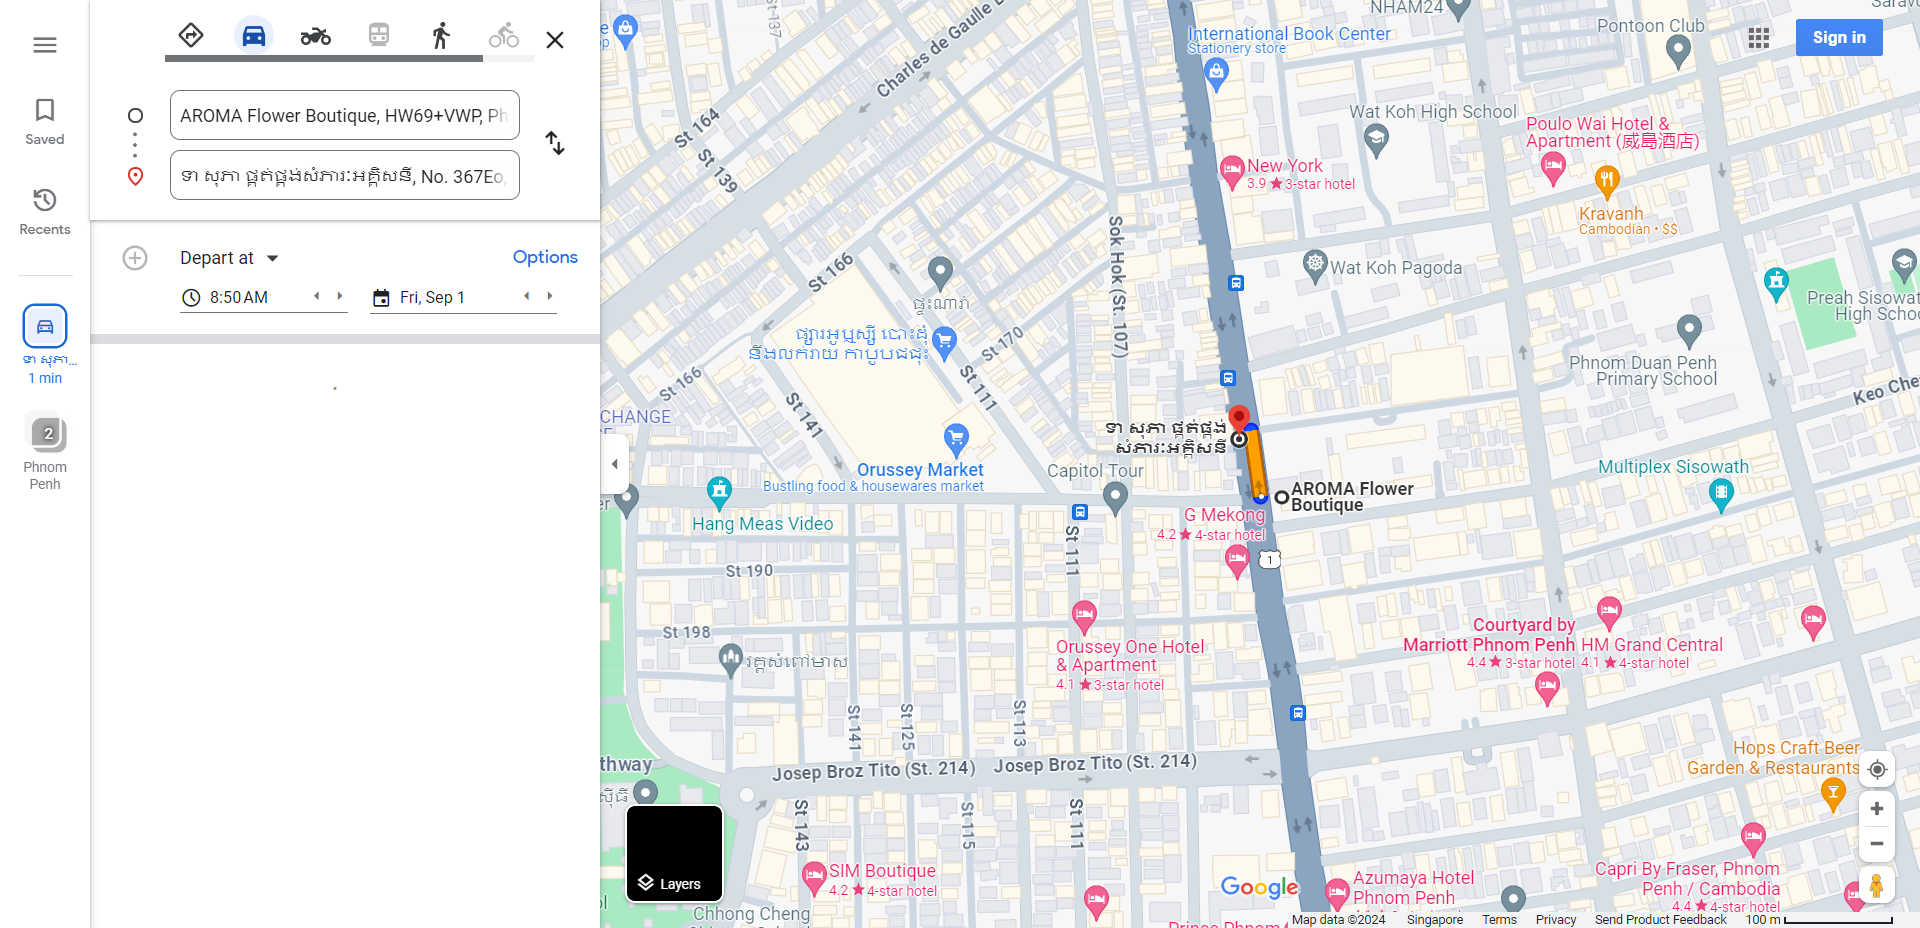 Saved
Recents
ទា សុភា...
1 min
2
Phnom
Penh
AROMA Flower Boutique, HW69+VWP, Ph
ទា សុភា ផ្គត់ផ្គង់សំភារៈអគ្គិសនី, No. 367Eo,
Depart at
Options
8:50 AM
Fri, Sep 1
Sign in
NHAM24
Pontoon Club
International Book Center
Stationery store
Charles de Gaulle B
St 137
St 164
St 139
Wat Koh High School
Poulo Wai Hotel &
Apartment (威島酒店)
New York
3.9 ★ 3-star hotel
Kravanh
Cambodian • $$
Sok Hok (St. 107)
St 166
Wat Koh Pagoda
ផ្ទះណារ៉ា
Preah Sisowat
High Schoo
ផ្សារអូឬស្សី បោះដុំ
និងលក់រាយ កាបូបជជុះ
St 170
Phnom Duan Penh
Primary School
St 166
St 111
St 141
Keo Che
CHANGE
ទា សុភា ផ្គត់ផ្គង់
សំភារៈអគ្គិសនី
Orussey Market
Bustling food & housewares market
Capitol Tour
Multiplex Sisowath
AROMA Flower
Boutique
Hang Meas Video
G Mekong
4.2 ★ 4-star hotel
1
St 111
St 190
St 198
Courtyard by
Marriott Phnom Penh
4.4 ★ 3-star hotel
HM Grand Central
4.1 ★ 4-star hotel
Orussey One Hotel
& Apartment
4.1 ★ 3-star hotel
វត្តសំពៅមាស
St 141
St 125
St 113
Hops Craft Beer
Garden & Restaurants
thway
Josep Broz Tito (St. 214)
Josep Broz Tito (St. 214)
St 143
St 115
St 111
Layers
SIM Boutique
4.2 ★ 4-star hotel
Chhong Cheng
Google
Azumaya Hotel
Phnom Penh
Capri By Fraser, Phnom
Penh / Cambodia
4.4 ★ 4-star hotel
Map data ©2024
Singapore
Terms
Privacy
Send Product Feedback
100 m